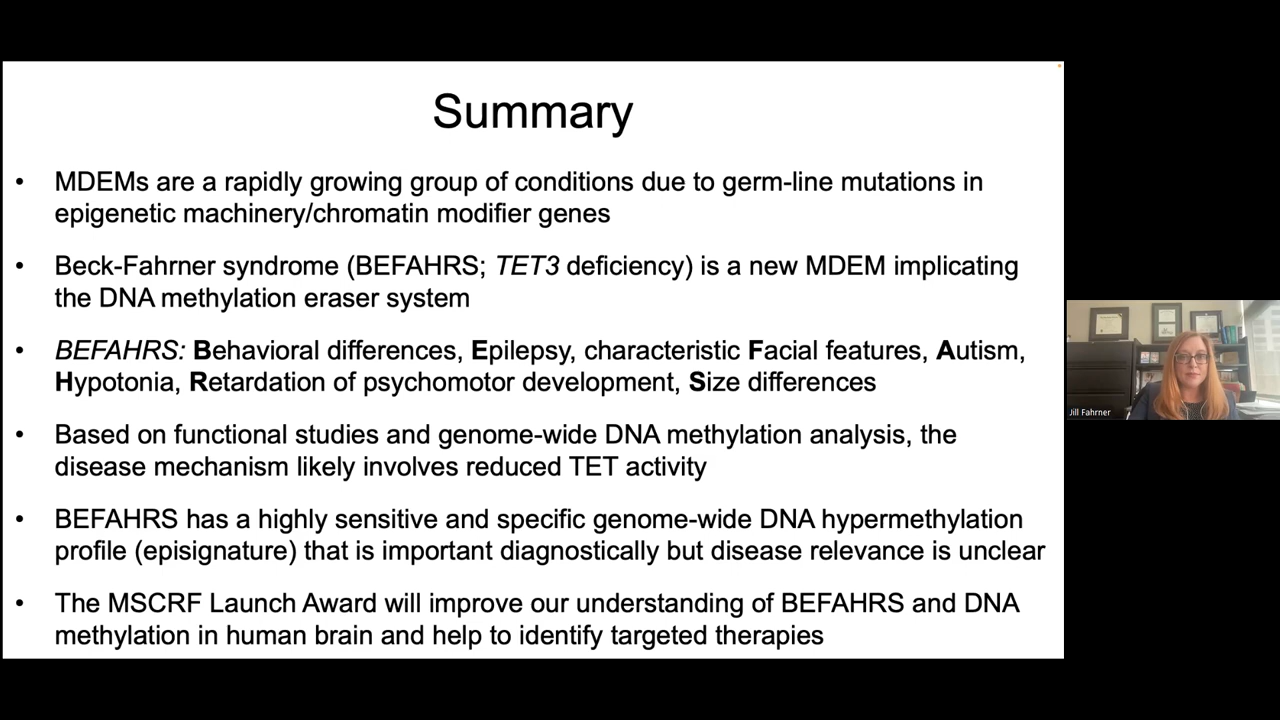 Summary
• MDEMs are a rapidly growing group of conditions due to germ-line mutations in
epigenetic machinery/chromatin modifier genes
• Beck-Fahrner syndrome (BEFAHRS; TET3 deficiency) is a new MDEM implicating
the DNA methylation eraser system
• BEFAHRS: Behavioral differences, Epilepsy, characteristic Facial features, Autism,
Hypotonia, Retardation of psychomotor development, Size differences
• Based on functional studies and genome-wide DNA methylation analysis, the
disease mechanism likely involves reduced TET activity
• BEFAHRS has a highly sensitive and specific genome-wide DNA hypermethylation
profile (episignature) that is important diagnostically but disease relevance is unclear
• The MSCRF Launch Award will improve our understanding of BEFAHRS and DNA
methylation in human brain and help to identify targeted therapies
Jill Fahrner